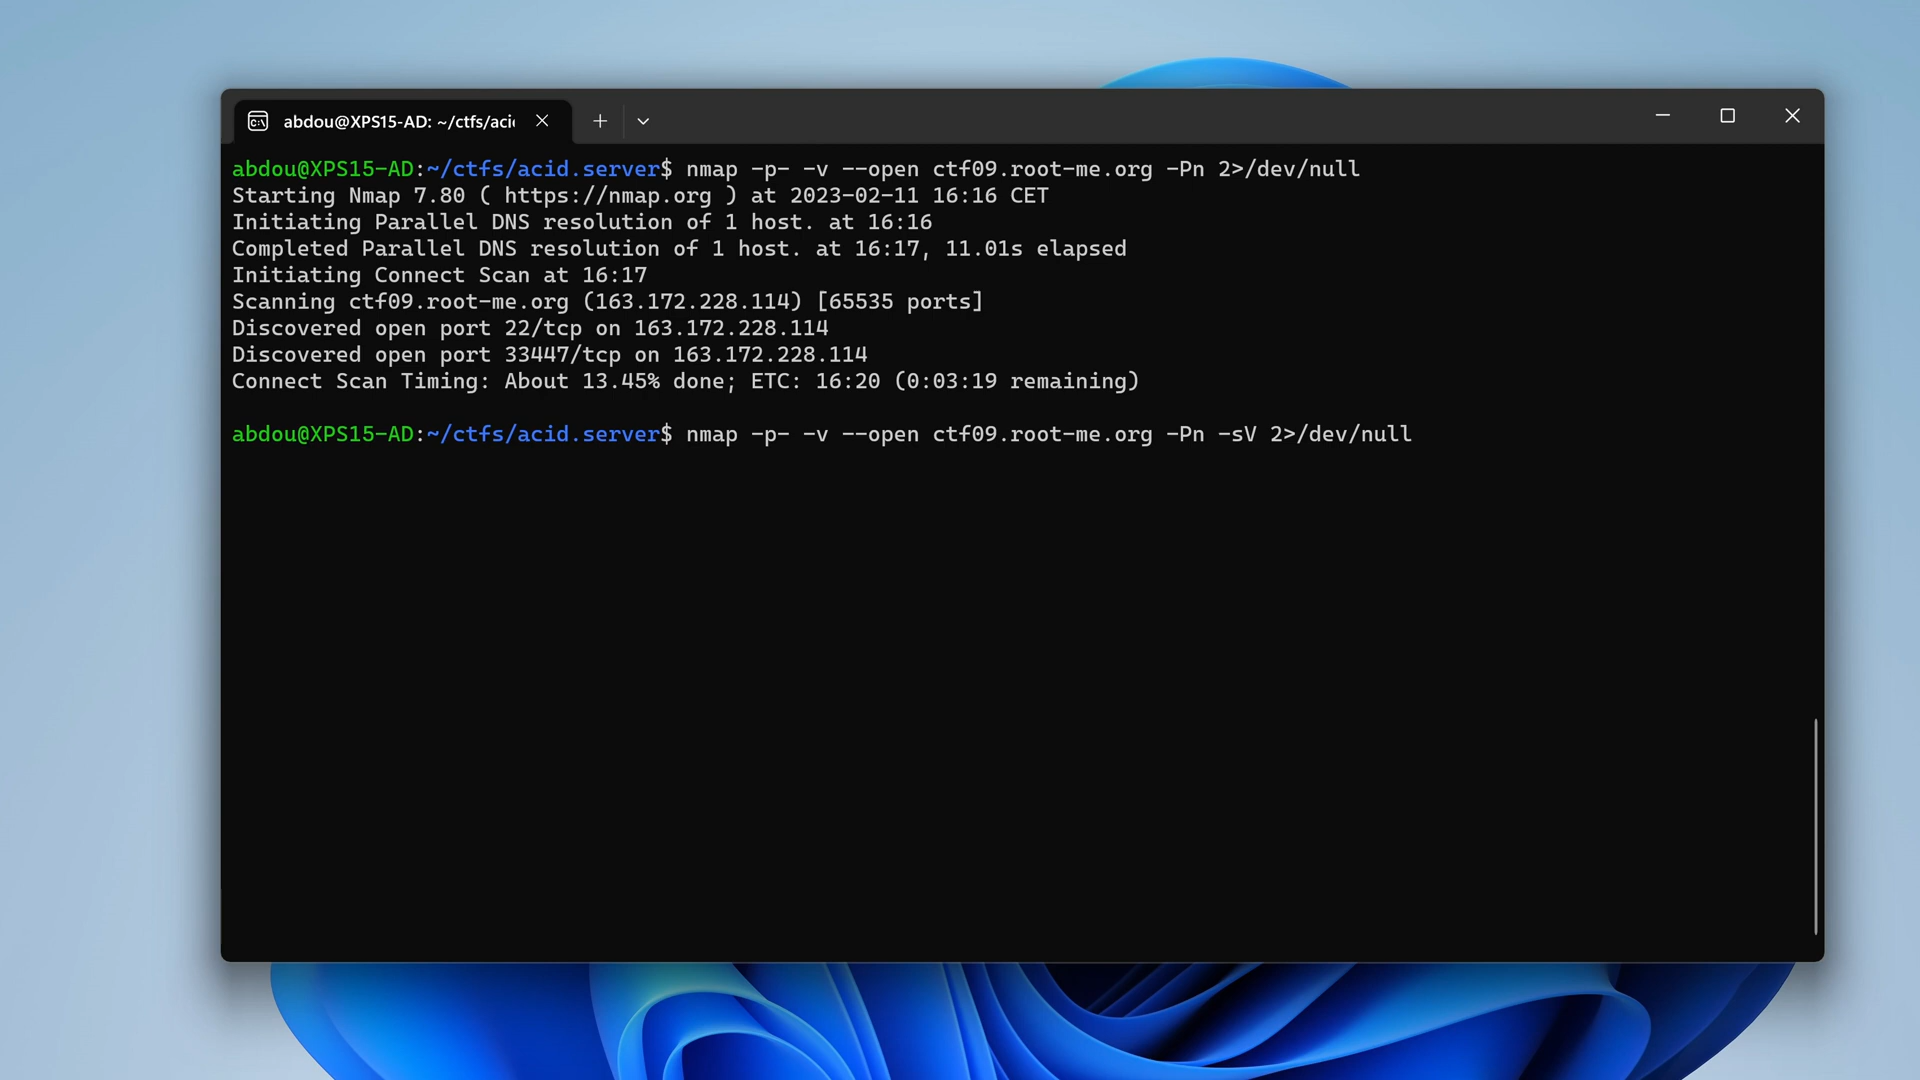 abdou@XPS15-AD: ~/ctfs/aci
abdou@XPS15-AD:~/ctfs/acid.server$ nmap -p- -v --open ctf09.root-me.org -Pn 2>/dev/null
Starting Nmap 7.80 ( https://nmap.org ) at 2023-02-11 16:16 CET
Initiating Parallel DNS resolution of 1 host. at 16:16
Completed Parallel DNS resolution of 1 host. at 16:17, 11.01s elapsed
Initiating Connect Scan at 16:17
Scanning ctf09.root-me.org (163.172.228.114) [65535 ports]
Discovered open port 22/tcp on 163.172.228.114
Discovered open port 33447/tcp on 163.172.228.114
Connect Scan Timing: About 13.45% done; ETC: 16:20 (0:03:19 remaining)
abdou@XPS15-AD:~/ctfs/acid.server$ nmap -p- -v --open ctf09.root-me.org -Pn -sV 2>/dev/null